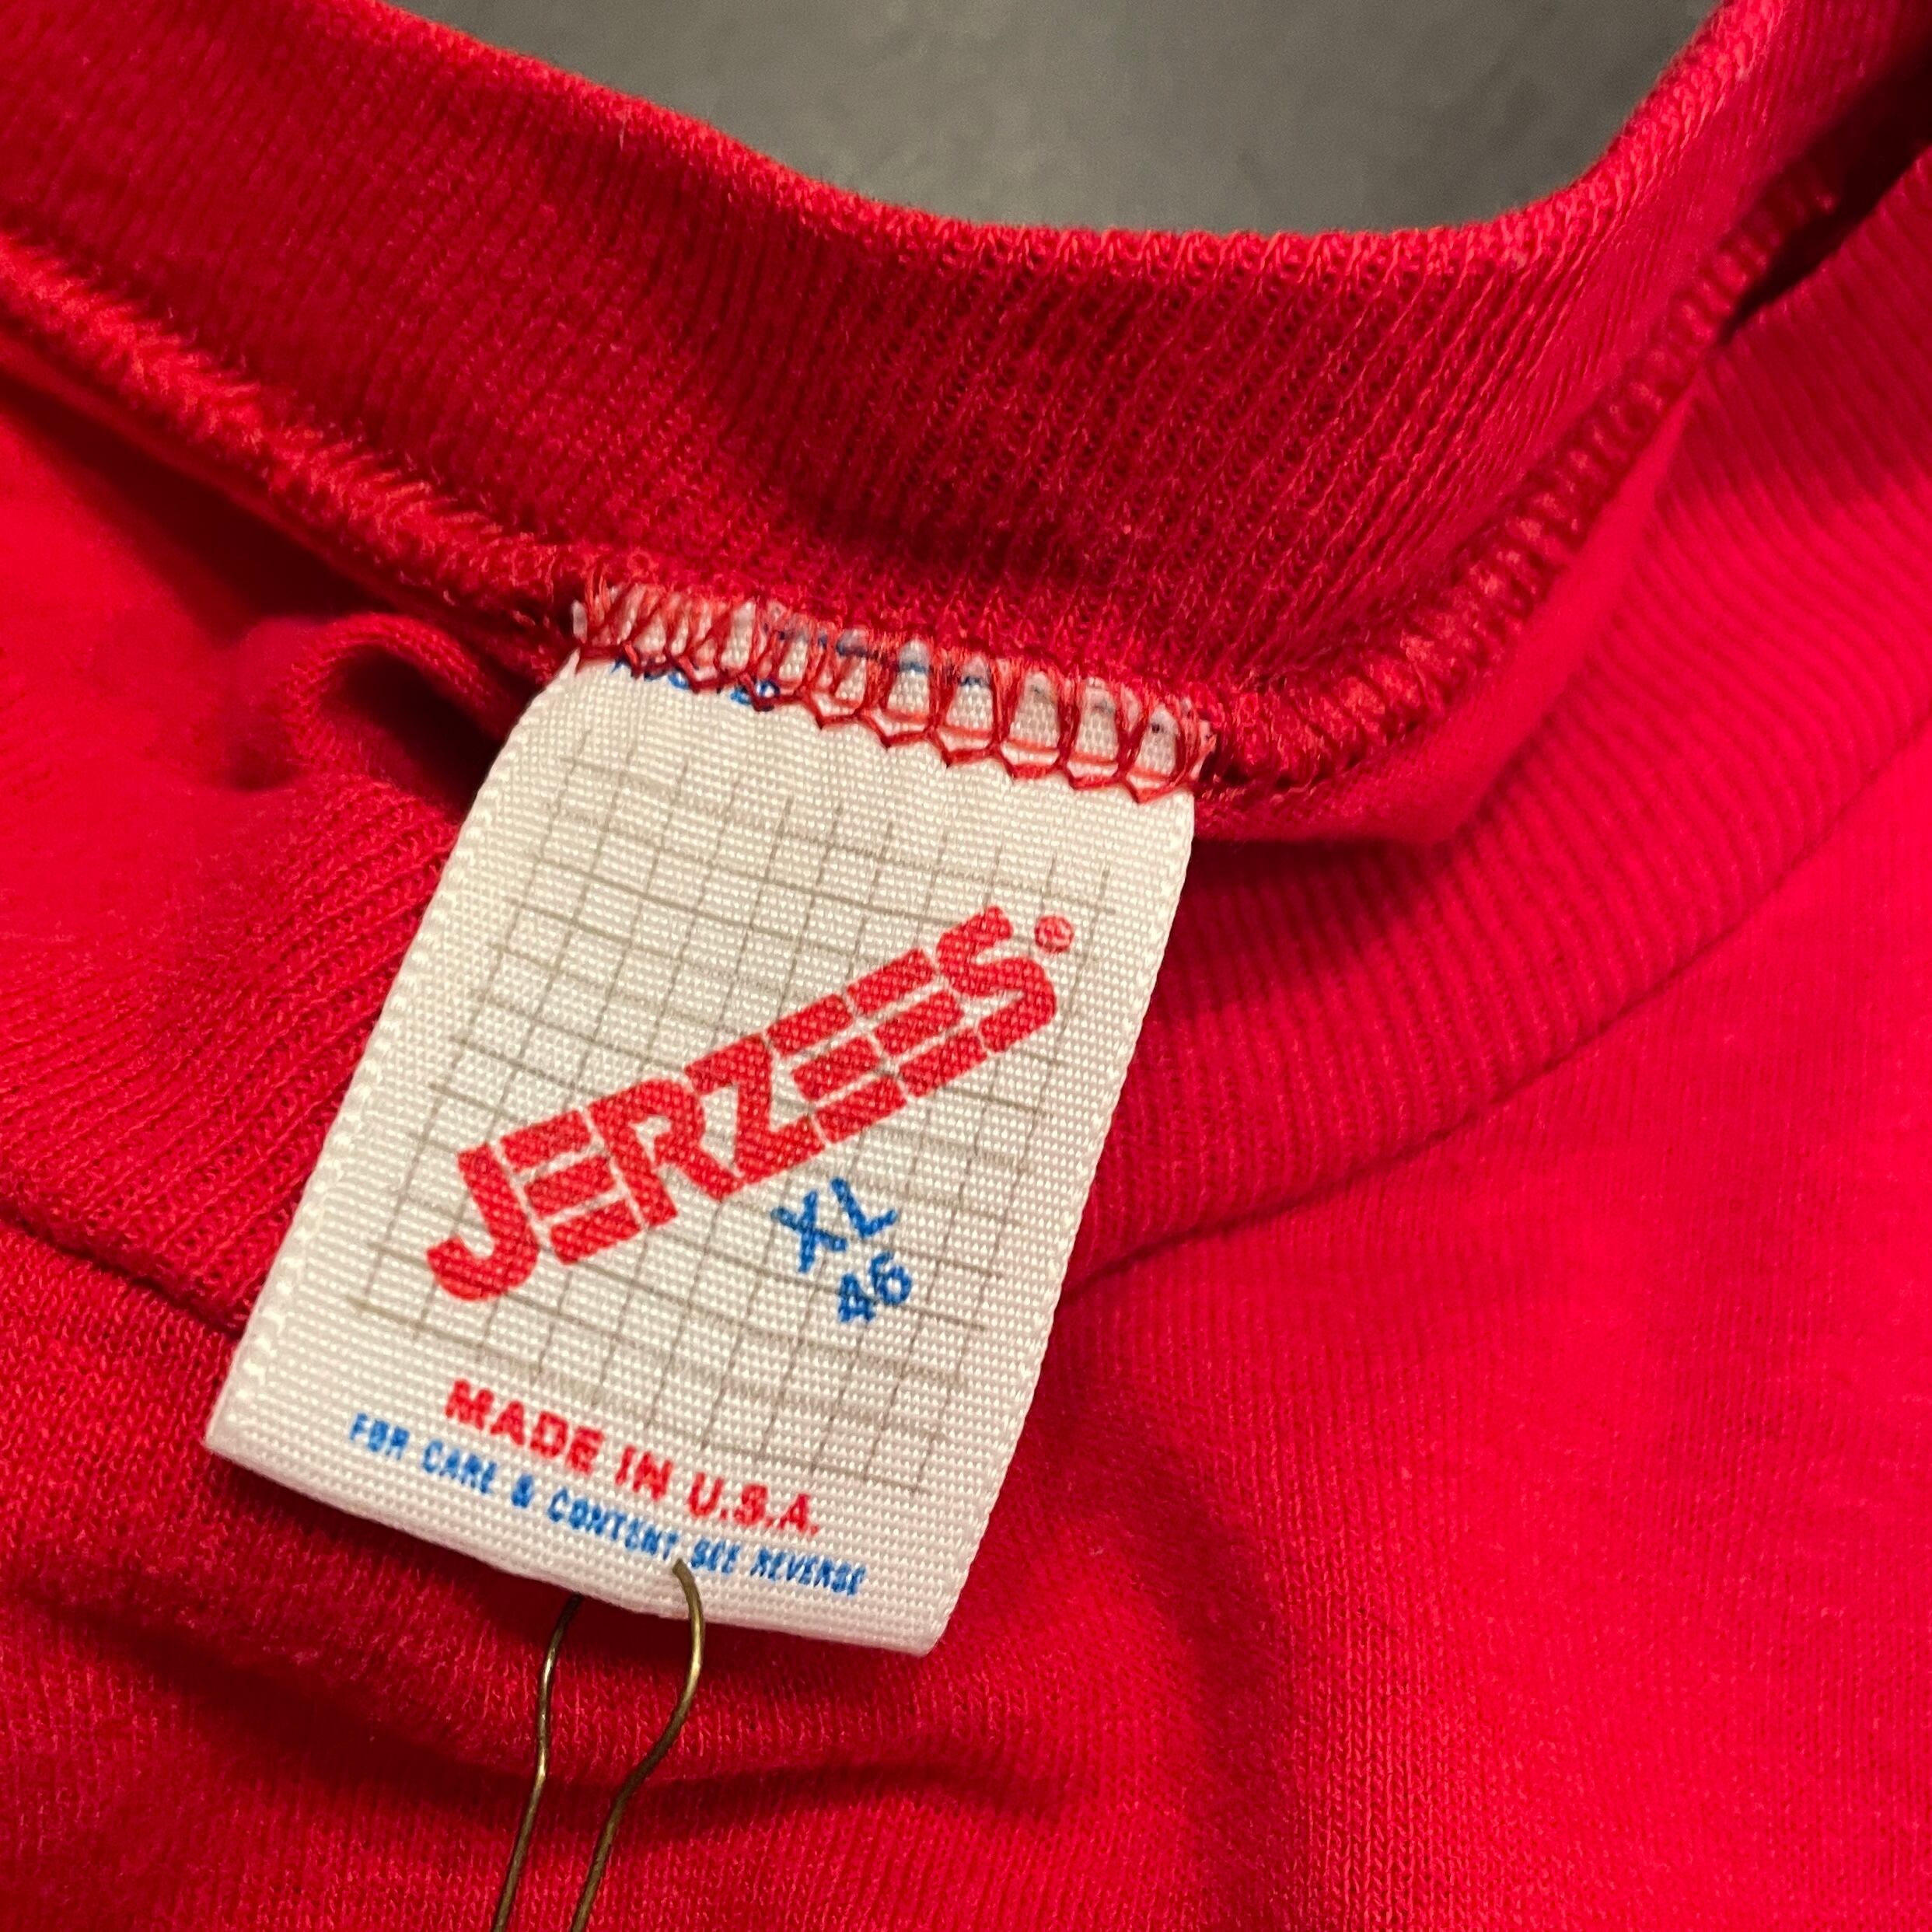 JERZEES®
XL
46
MADE IN U.S.A.
FOR CARE & CONTENT SEE REVERSE